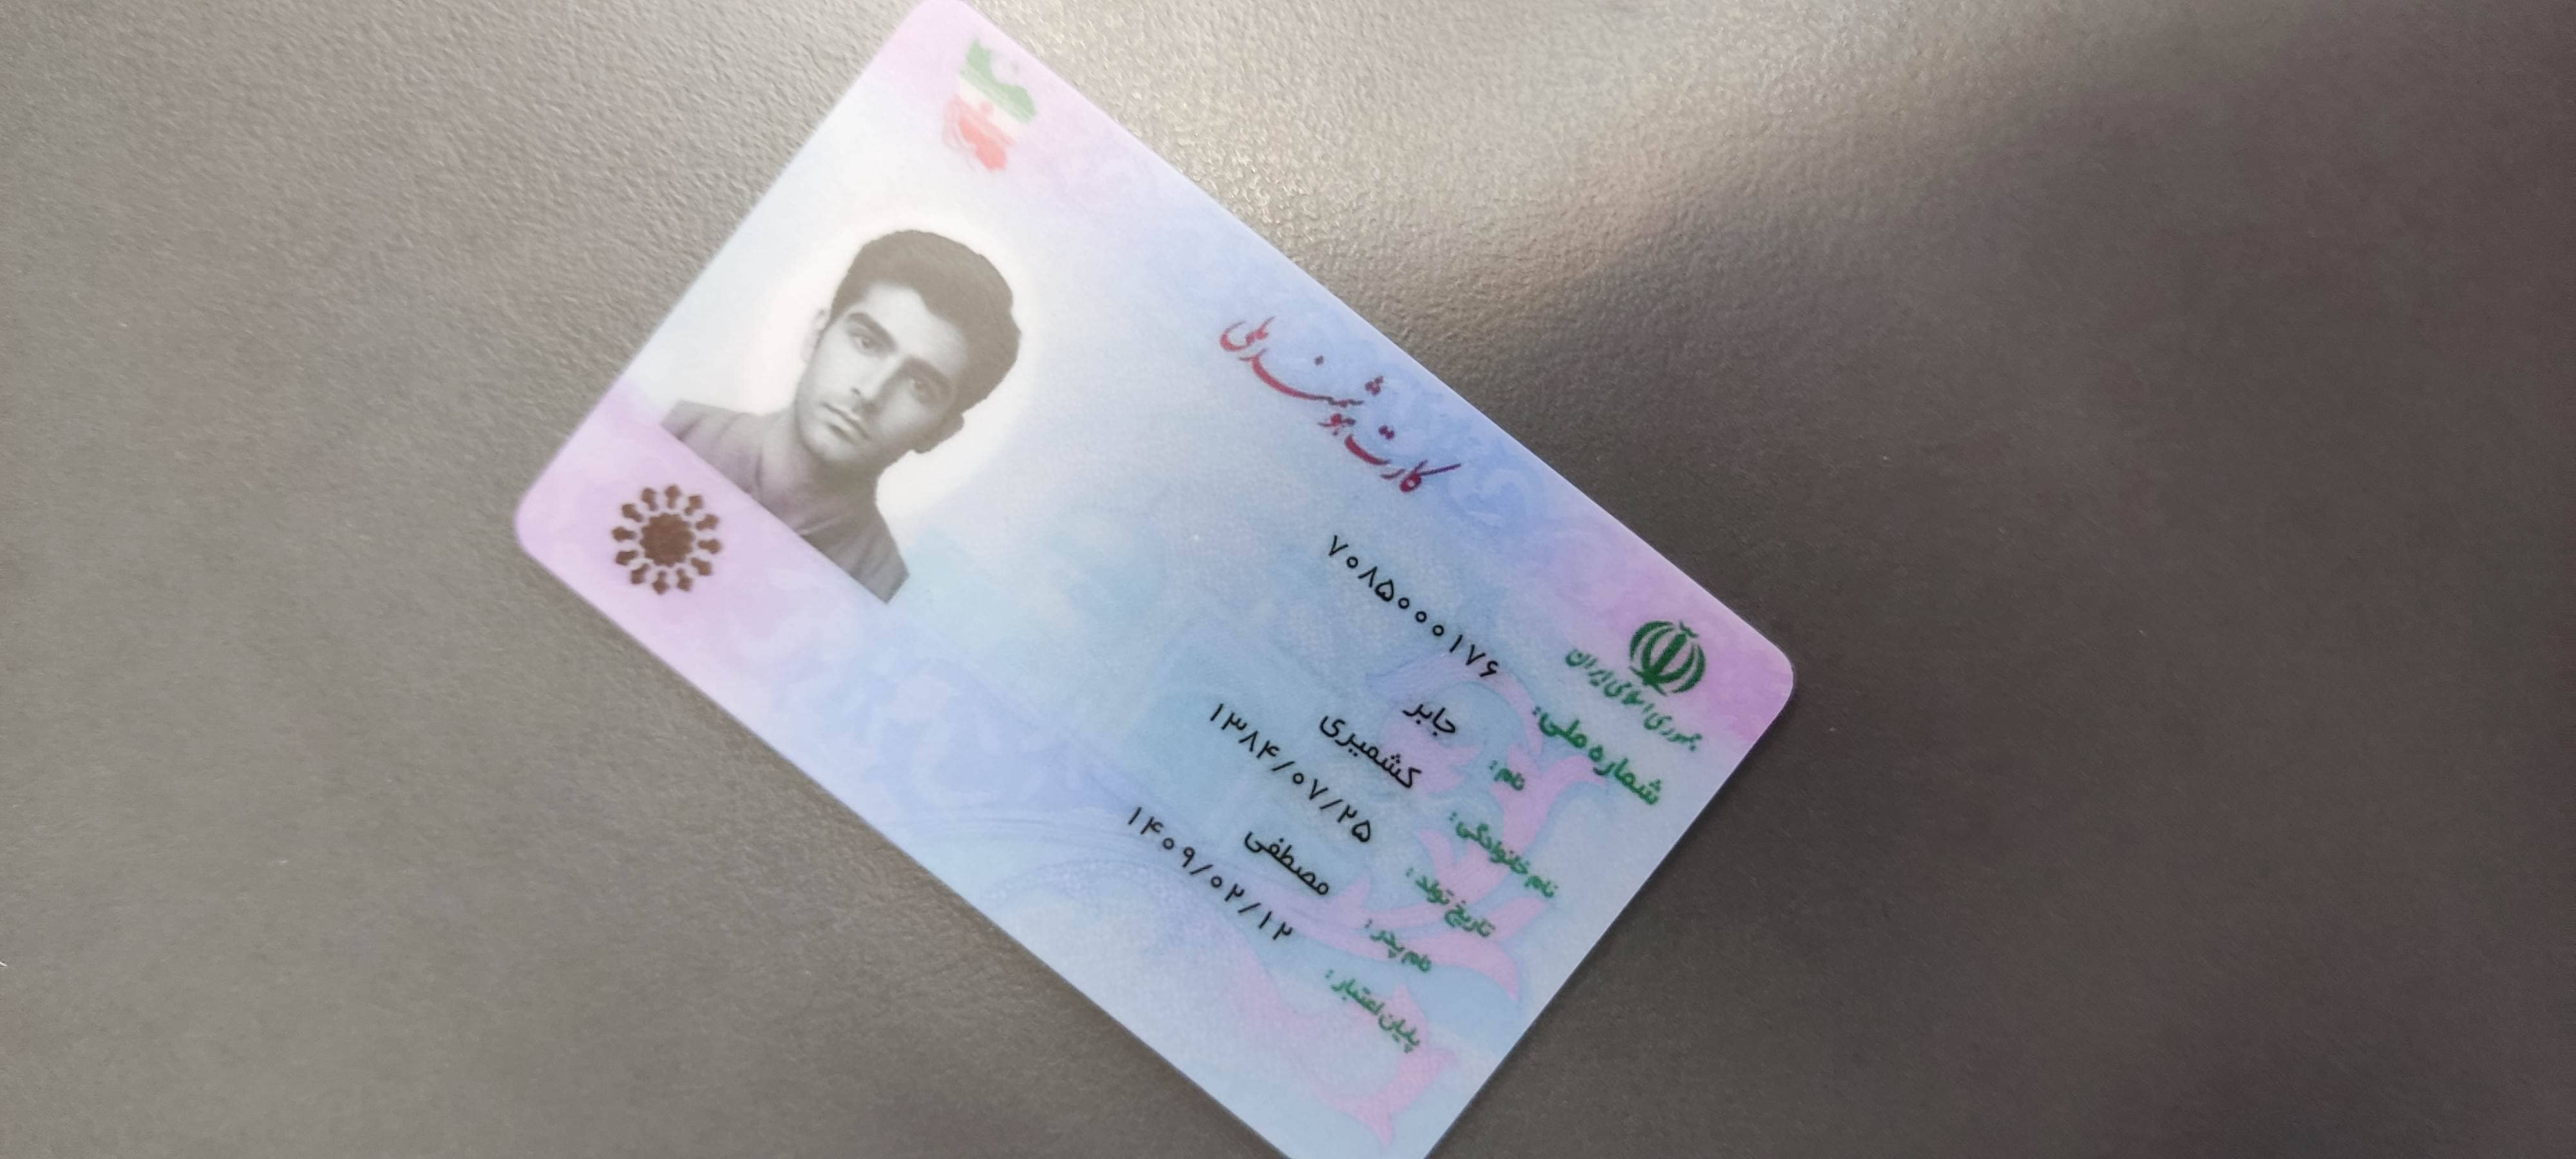 کارت هوشمند ملی
جمهوری اسلامی ایران
شماره ملی: ۷۰۸۵۰۰۰۱۷۶
نام: جابر
نام خانوادگی: کشمیری
تاریخ تولد: ۱۳۸۴/۰۷/۲۵
نام پدر: مصطفی
پایان اعتبار: ۱۴۰۹/۰۲/۱۲